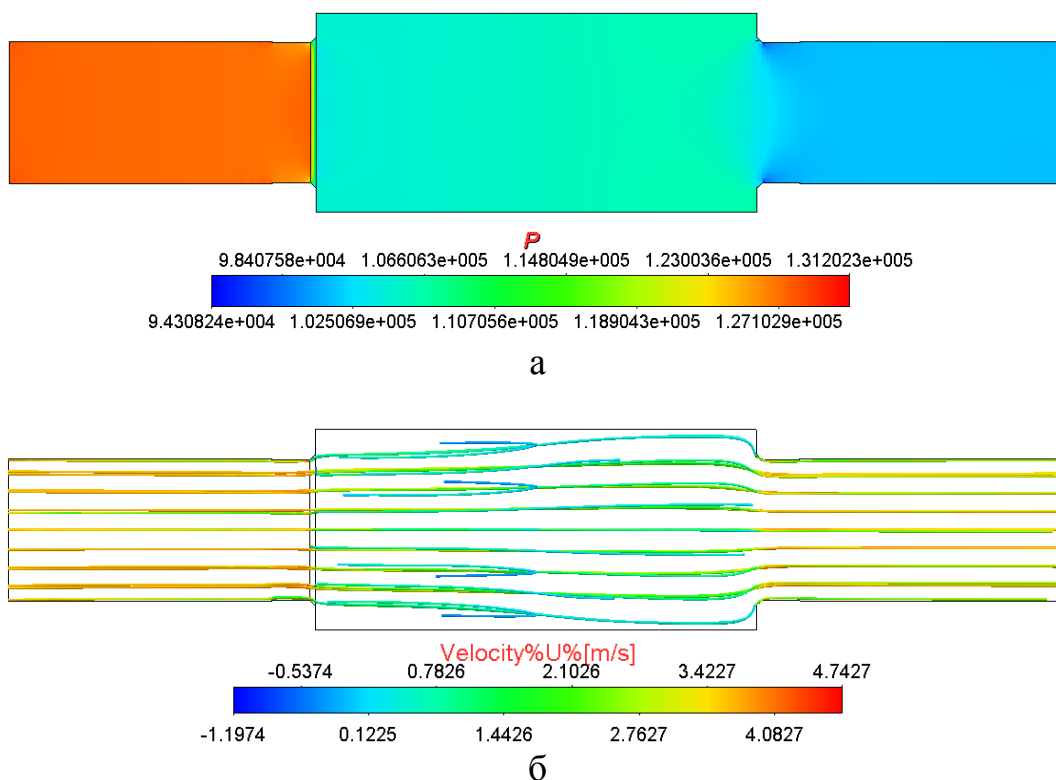 P
9.840758e+004 1.066063e+005 1.148049e+005 1.230036e+005 1.312023e+005
9.430824e+004 1.025069e+005 1.107056e+005 1.189043e+005 1.271029e+005
а
Velocity%U%[m/s]
-0.5374 0.7826 2.1026 3.4227 4.7427
-1.1974 0.1225 1.4426 2.7627 4.0827
б